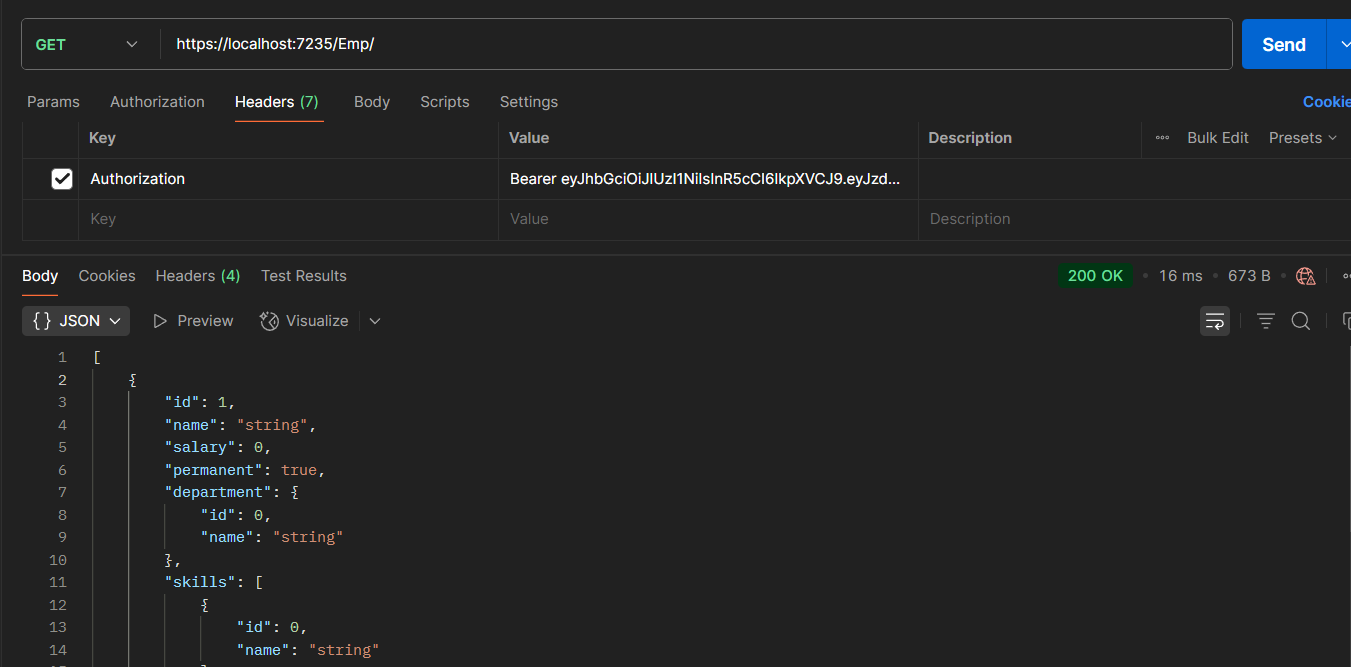 GET https://localhost:7235/Emp/ Send
Params Authorization Headers (7) Body Scripts Settings Cookie
Key Value Description Bulk Edit Presets
Authorization Bearer eyJhbGciOiJIUzI1NiIsInR5cCI6IkpXVCJ9.eyJzd...
Key Value Description
Body Cookies Headers (4) Test Results 200 OK 16 ms 673 B
{} JSON Preview Visualize
1 [
2 {
3 "id": 1,
4 "name": "string",
5 "salary": 0,
6 "permanent": true,
7 "department": {
8 "id": 0,
9 "name": "string"
10 },
11 "skills": [
12 {
13 "id": 0,
14 "name": "string"